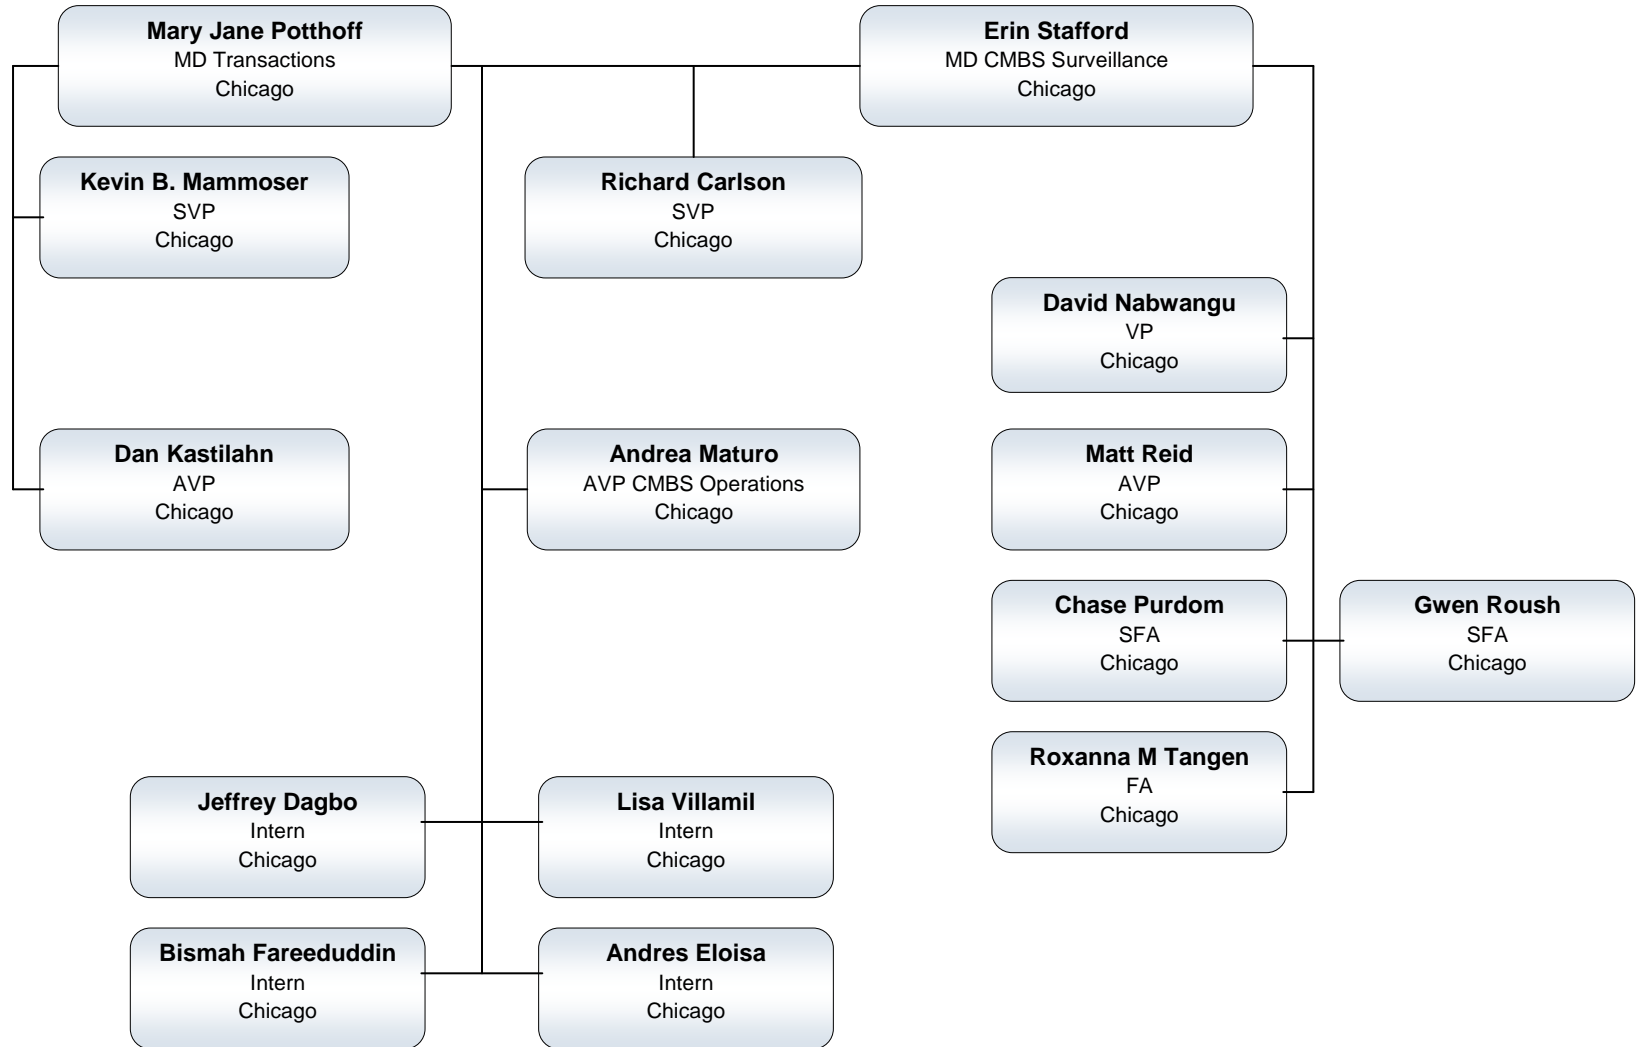 Mary Jane Potthoff
MD Transactions
Chicago
Erin Stafford
MD CMBS Surveillance
Chicago
Kevin B. Mammoser
SVP
Chicago
Richard Carlson
SVP
Chicago
David Nabwangu
VP
Chicago
Dan Kastilahn
AVP
Chicago
Andrea Maturo
AVP CMBS Operations
Chicago
Matt Reid
AVP
Chicago
Chase Purdom
SFA
Chicago
Gwen Roush
SFA
Chicago
Roxanna M Tangen
FA
Chicago
Jeffrey Dagbo
Intern
Chicago
Lisa Villamil
Intern
Chicago
Bismah Fareeduddin
Intern
Chicago
Andres Eloisa
Intern
Chicago